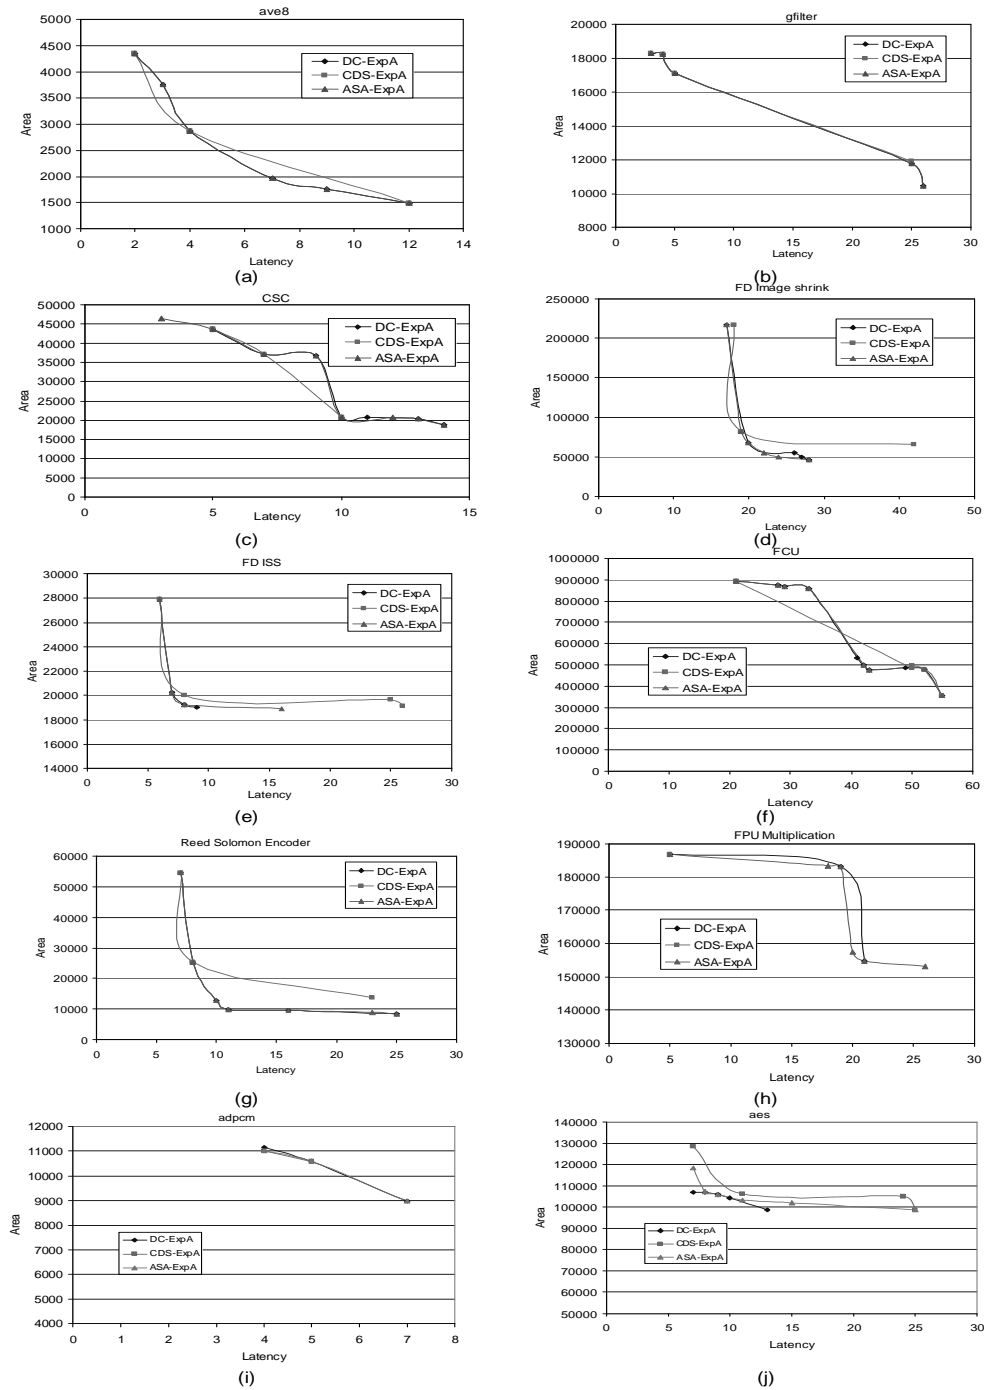 ave8
5000
4500
4000
3500
3000
2500
2000
1500
1000
Area
DC-ExpA
CDS-ExpA
ASA-ExpA
0 2 4 6 8 10 12 14
Latency
(a)
gfilter
20000
18000
16000
14000
12000
10000
8000
Area
DC-ExpA
CDS-ExpA
ASA-ExpA
0 5 10 15 20 25 30
Latency
(b)
CSC
50000
45000
40000
35000
30000
25000
20000
15000
10000
5000
0
Area
DC-ExpA
CDS-ExpA
ASA-ExpA
0 5 10 15
Latency
(c)
FD Image shrink
250000
200000
150000
100000
50000
0
Area
DC-ExpA
CDS-ExpA
ASA-ExpA
0 10 20 30 40 50
Latency
(d)
FD ISS
30000
28000
26000
24000
22000
20000
18000
16000
14000
Area
DC-ExpA
CDS-ExpA
ASA-ExpA
0 5 10 15 20 25 30
Latency
(e)
FCU
1000000
900000
800000
700000
600000
500000
400000
300000
200000
100000
0
Area
DC-ExpA
CDS-ExpA
ASA-ExpA
0 10 20 30 40 50 60
Latency
(f)
Reed Solomon Encoder
60000
50000
40000
30000
20000
10000
0
Area
DC-ExpA
CDS-ExpA
ASA-ExpA
0 5 10 15 20 25 30
Latency
(g)
FPU Multiplication
190000
180000
170000
160000
150000
140000
130000
Area
DC-ExpA
CDS-ExpA
ASA-ExpA
0 5 10 15 20 25 30
Latency
(h)
adpcm
12000
11000
10000
9000
8000
7000
6000
5000
4000
Area
DC-ExpA
CDS-ExpA
ASA-ExpA
0 1 2 3 4 5 6 7 8
Latency
(i)
aes
140000
130000
120000
110000
100000
90000
80000
70000
60000
50000
Area
DC-ExpA
CDS-ExpA
ASA-ExpA
0 5 10 15 20 25 30
Latency
(j)